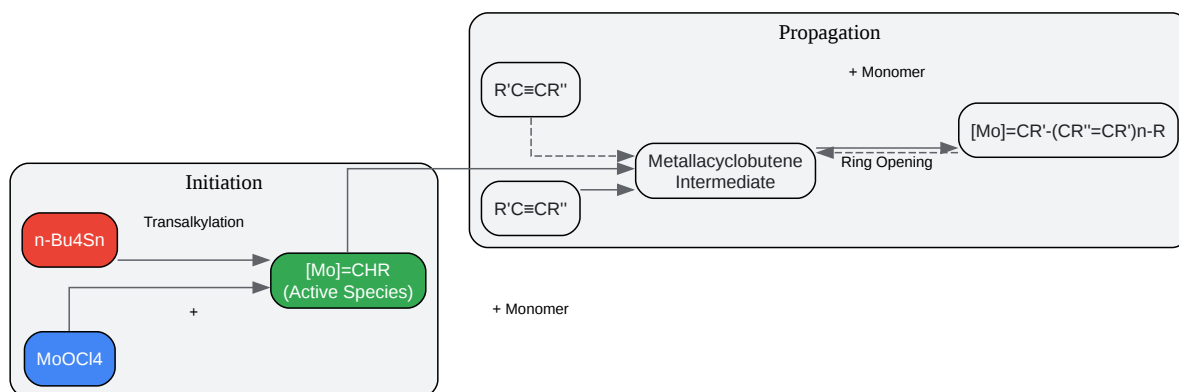 Propagation
+ Monomer
R'C≡CR''
[Mo]=CR'-(CR''=CR')n-R
Metallacyclobutene
Intermediate
Ring Opening
R'C≡CR''
Initiation
Transalkylation
n-Bu4Sn
[Mo]=CHR
(Active Species)
+
+ Monomer
MoOCl4